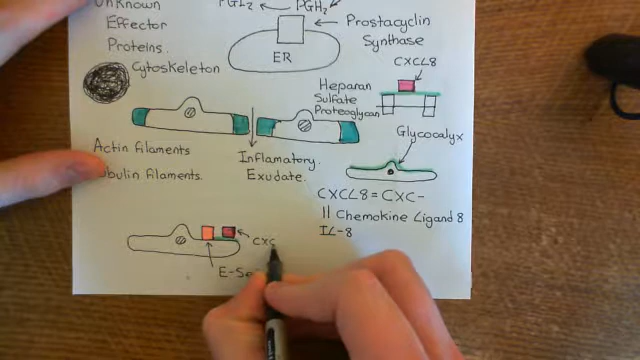 Unknown
Effector
Proteins.
PGI₂ PGH₂
Prostacyclin
Synthase
ER
Cytoskeleton
CXCL8
Heparan
Sulfate
Proteoglycan
Glycocalyx
Actin filaments
Tubulin filaments.
Inflamatory
Exudate.
CXCL8 = CXC-
|| Chemokine Ligand 8
IL-8
CXC
E-Se